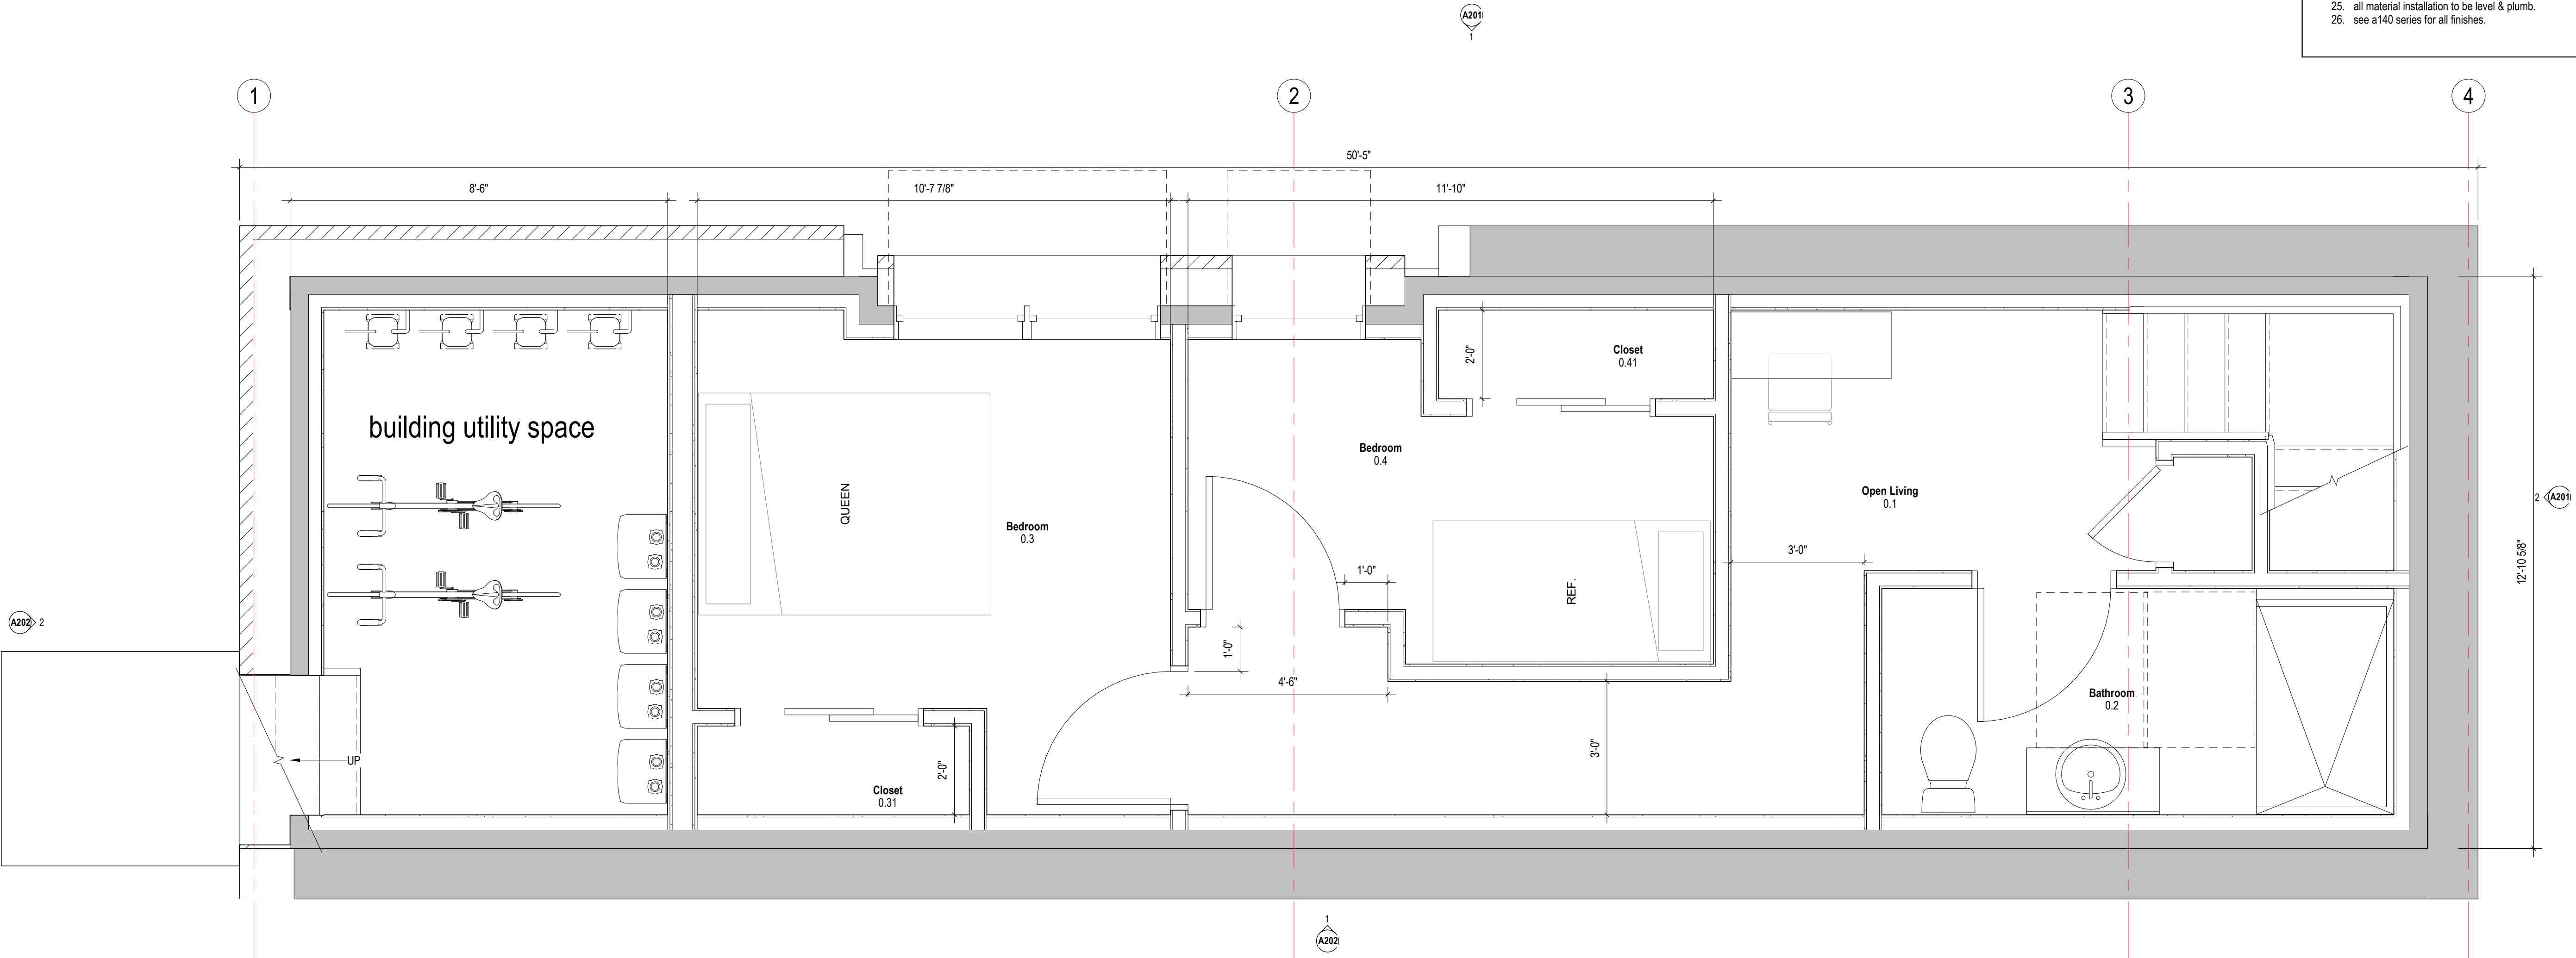 25. all material installation to be level & plumb.
26. see a140 series for all finishes.
A201
1
1
2
3
4
50'-5"
8'-6"
10'-7 7/8"
11'-10"
2'-0"
Closet
0.41
building utility space
Bedroom
0.4
QUEEN
Bedroom
0.3
Open Living
0.1
2
A201
3'-0"
1'-0"
REF.
12'-10 5/8"
A202
2
1'-0"
4'-6"
Bathroom
0.2
3'-0"
UP
2'-0"
Closet
0.31
1
A202